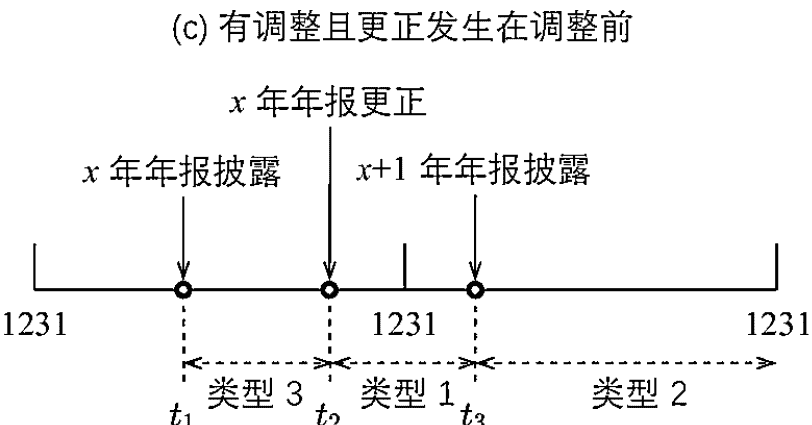 (c) 有调整且更正发生在调整前
x 年年报更正
x 年年报披露
x+1 年年报披露
1231
1231
1231
类型 3
类型 1
类型 2
t1
t2
t3